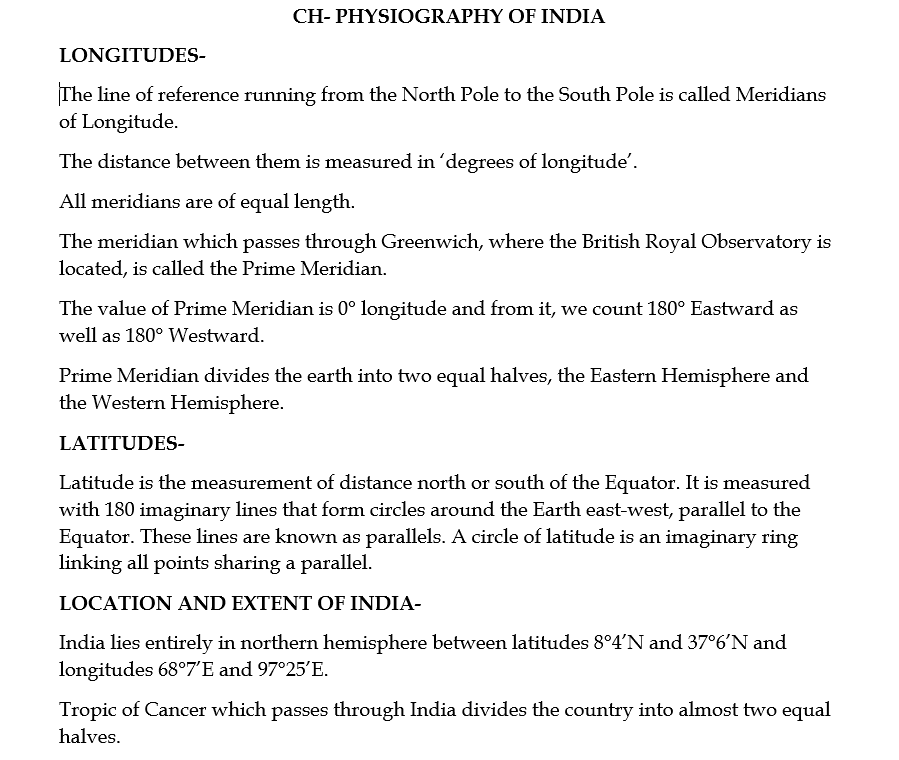 CH- PHYSIOGRAPHY OF INDIA
LONGITUDES-
The line of reference running from the North Pole to the South Pole is called Meridians
of Longitude.
The distance between them is measured in ‘degrees of longitude’.
All meridians are of equal length.
The meridian which passes through Greenwich, where the British Royal Observatory is
located, is called the Prime Meridian.
The value of Prime Meridian is 0° longitude and from it, we count 180° Eastward as
well as 180° Westward.
Prime Meridian divides the earth into two equal halves, the Eastern Hemisphere and
the Western Hemisphere.
LATITUDES-
Latitude is the measurement of distance north or south of the Equator. It is measured
with 180 imaginary lines that form circles around the Earth east-west, parallel to the
Equator. These lines are known as parallels. A circle of latitude is an imaginary ring
linking all points sharing a parallel.
LOCATION AND EXTENT OF INDIA-
India lies entirely in northern hemisphere between latitudes 8°4’N and 37°6’N and
longitudes 68°7’E and 97°25’E.
Tropic of Cancer which passes through India divides the country into almost two equal
halves.